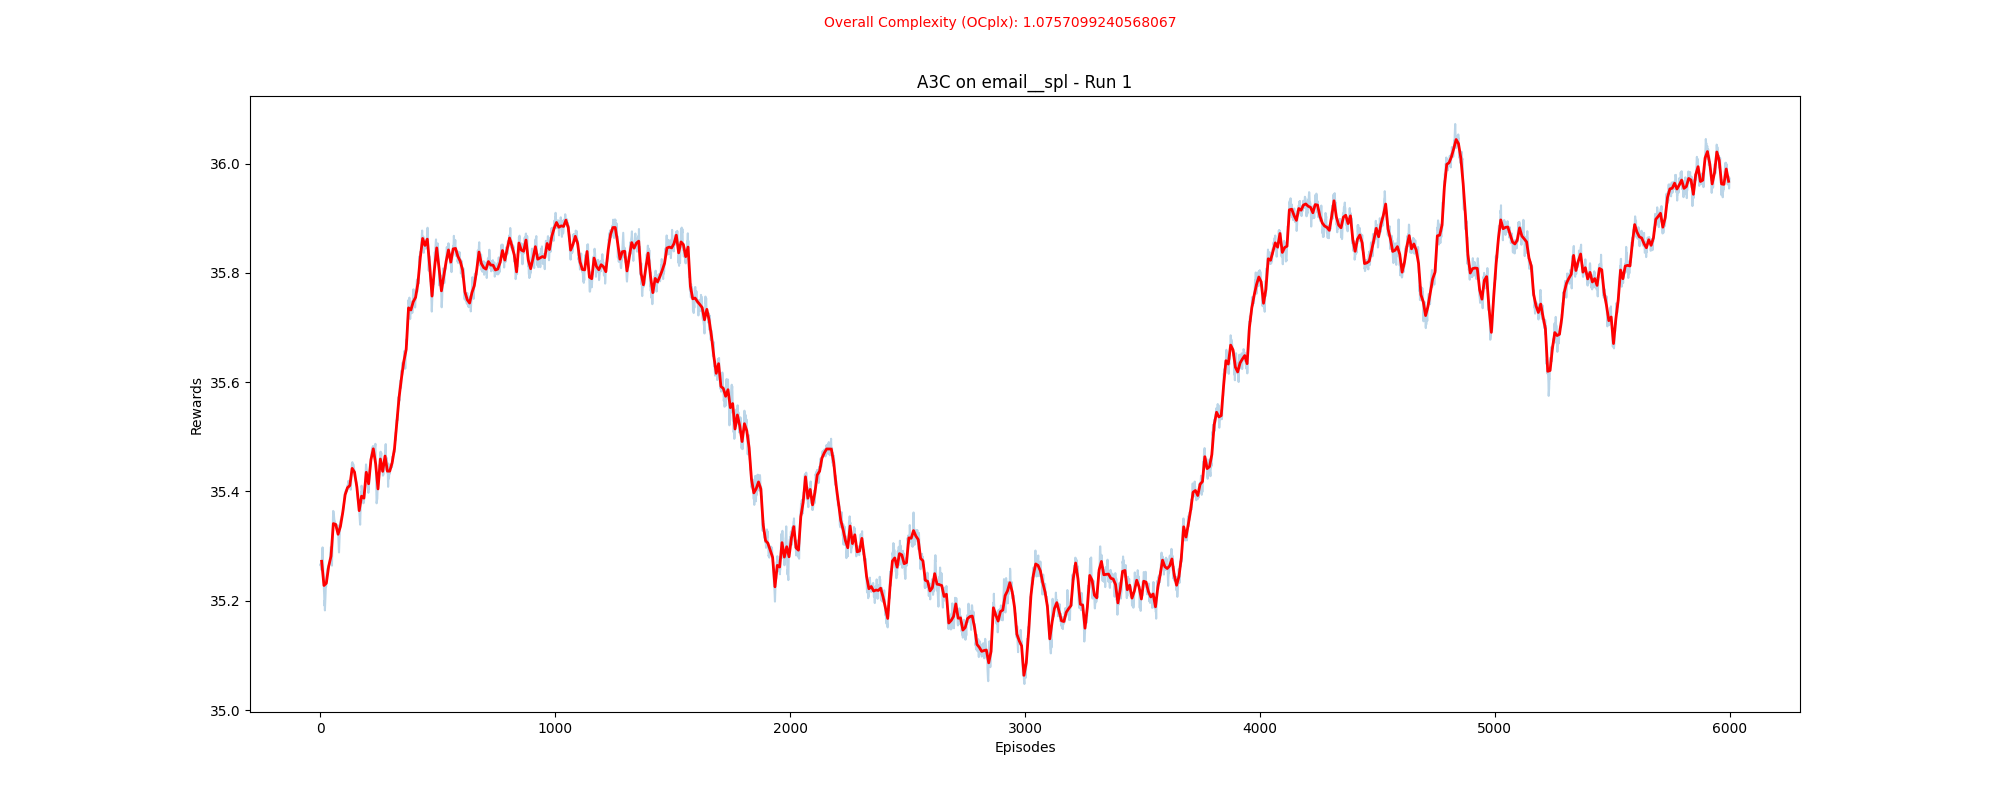 Overall Complexity (OCplx): 1.0757099240568067
A3C on email__spl - Run 1
Rewards
36.0
35.8
35.6
35.4
35.2
35.0
0 1000 2000 3000 4000 5000 6000
Episodes